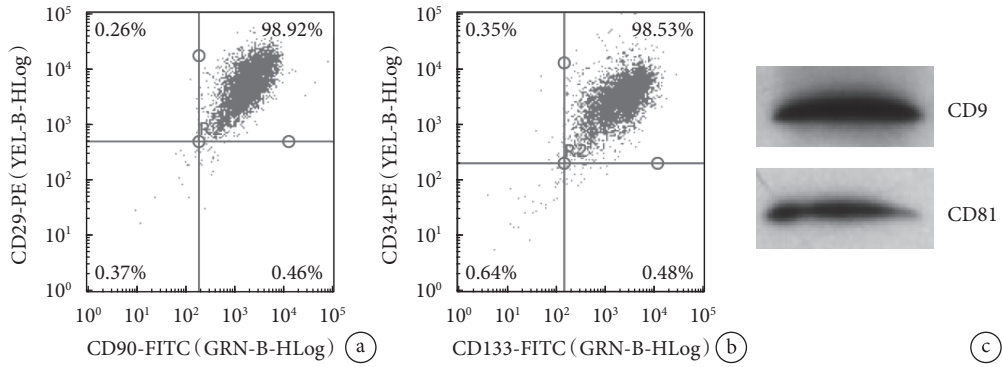 0.26% 98.92%
0.37% 0.46%
10⁵
10⁴
10³
10²
10¹
10⁰
CD29-PE (YEL-B-HLog)
10⁰ 10¹ 10² 10³ 10⁴ 10⁵
CD90-FITC (GRN-B-HLog) a
0.35% 98.53%
R2
0.64% 0.48%
10⁵
10⁴
10³
10²
10¹
10⁰
CD34-PE (YEL-B-HLog)
10⁰ 10¹ 10² 10³ 10⁴ 10⁵
CD133-FITC (GRN-B-HLog) b
CD9
CD81
c